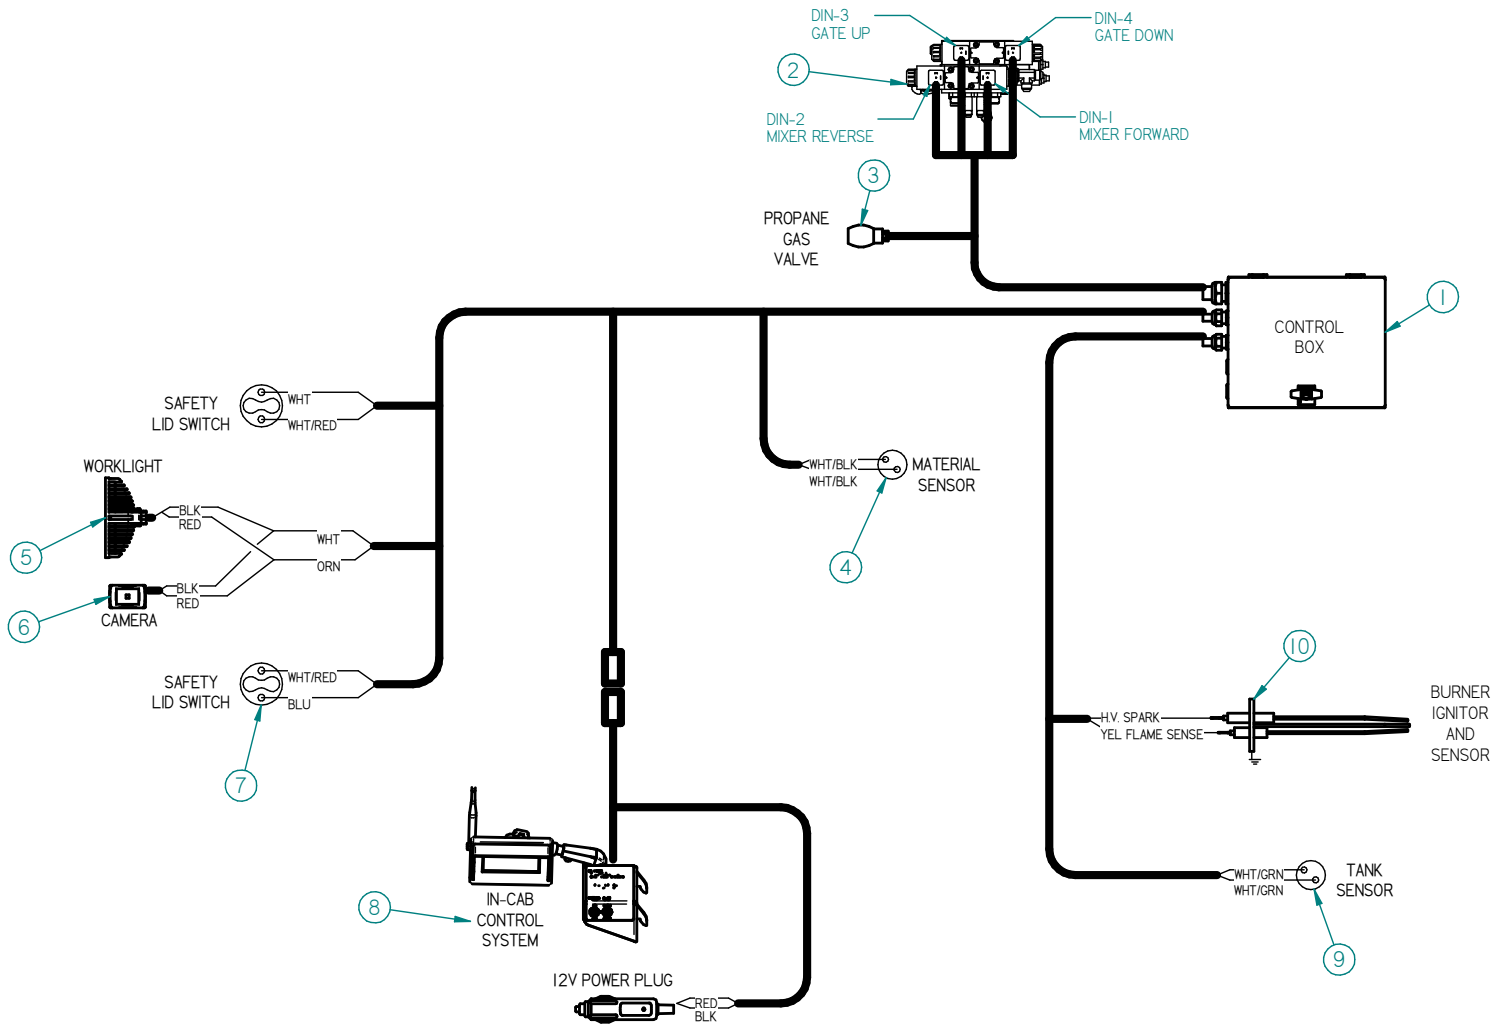 DIN-3
GATE UP
DIN-4
GATE DOWN
2
DIN-2
MIXER REVERSE
DIN-1
MIXER FORWARD
3
PROPANE
GAS
VALVE
1
CONTROL
BOX
SAFETY
LID SWITCH
WHT
WHT/RED
WORKLIGHT
BLK
RED
WHT
ORN
5
BLK
RED
6
CAMERA
WHT/BLK
WHT/BLK
MATERIAL
SENSOR
4
SAFETY
LID SWITCH
WHT/RED
BLU
7
10
H.V. SPARK
YEL FLAME SENSE
BURNER
IGNITOR
AND
SENSOR
8
IN-CAB
CONTROL
SYSTEM
WHT/GRN
WHT/GRN
TANK
SENSOR
9
12V POWER PLUG
RED
BLK